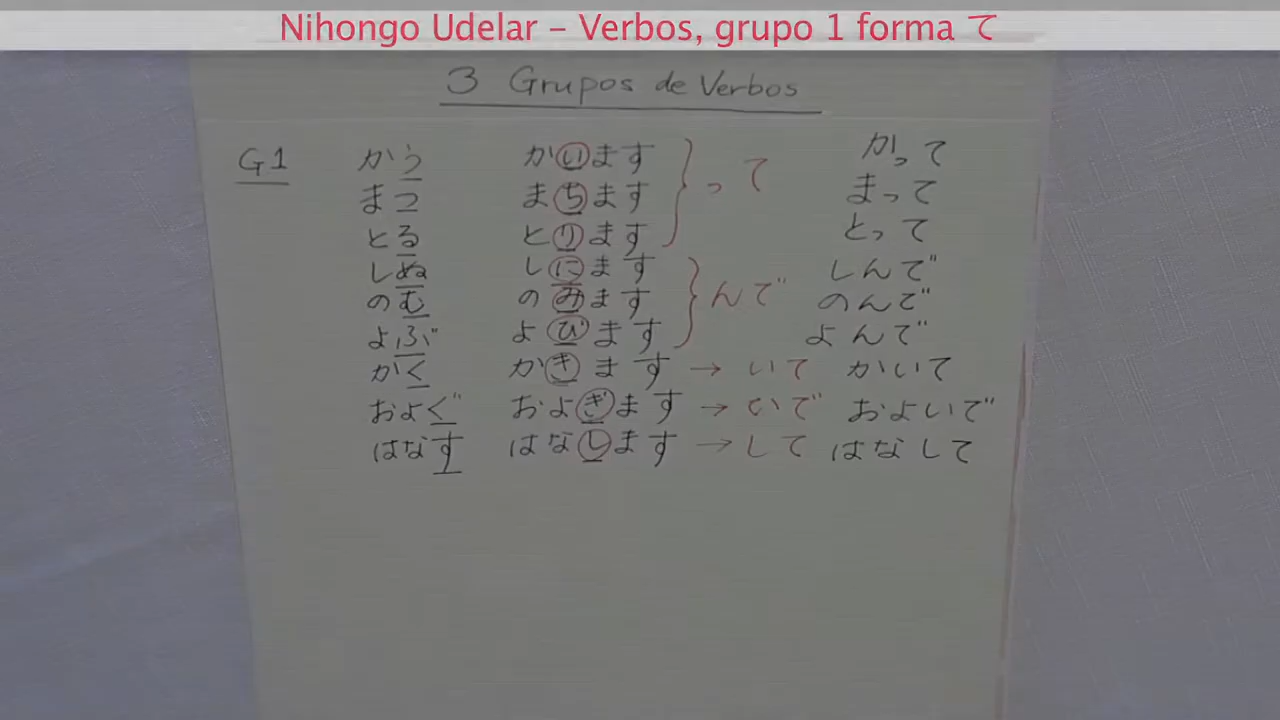 Nihongo Udelar – Verbos, grupo 1 forma て
3 Grupos de Verbos
G1 かう かいます } って かって
まつ まちます まって
とる とります とって
しぬ しにます } んで しんで
のむ のみます のんで
よぶ よびます よんで
かく かきます → いて かいて
およぐ およぎます → いで およいで
はなす はなします → して はなして